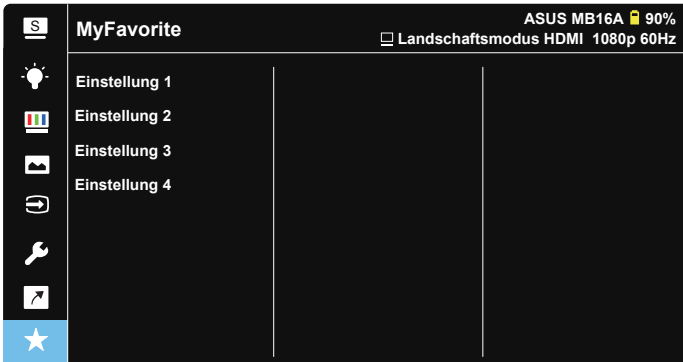 S
MyFavorite
ASUS MB16A 90%
Landschaftsmodus HDMI 1080p 60Hz
Einstellung 1
Einstellung 2
Einstellung 3
Einstellung 4